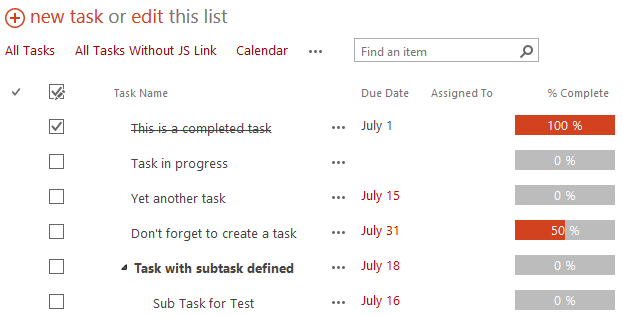 new task or edit this list
All Tasks All Tasks Without JS Link Calendar ••• Find an item
Task Name Due Date Assigned To % Complete
This is a completed task ••• July 1 100 %
Task in progress ••• 0 %
Yet another task ••• July 15 0 %
Don't forget to create a task ••• July 31 50 %
Task with subtask defined ••• July 18 0 %
Sub Task for Test ••• July 16 0 %